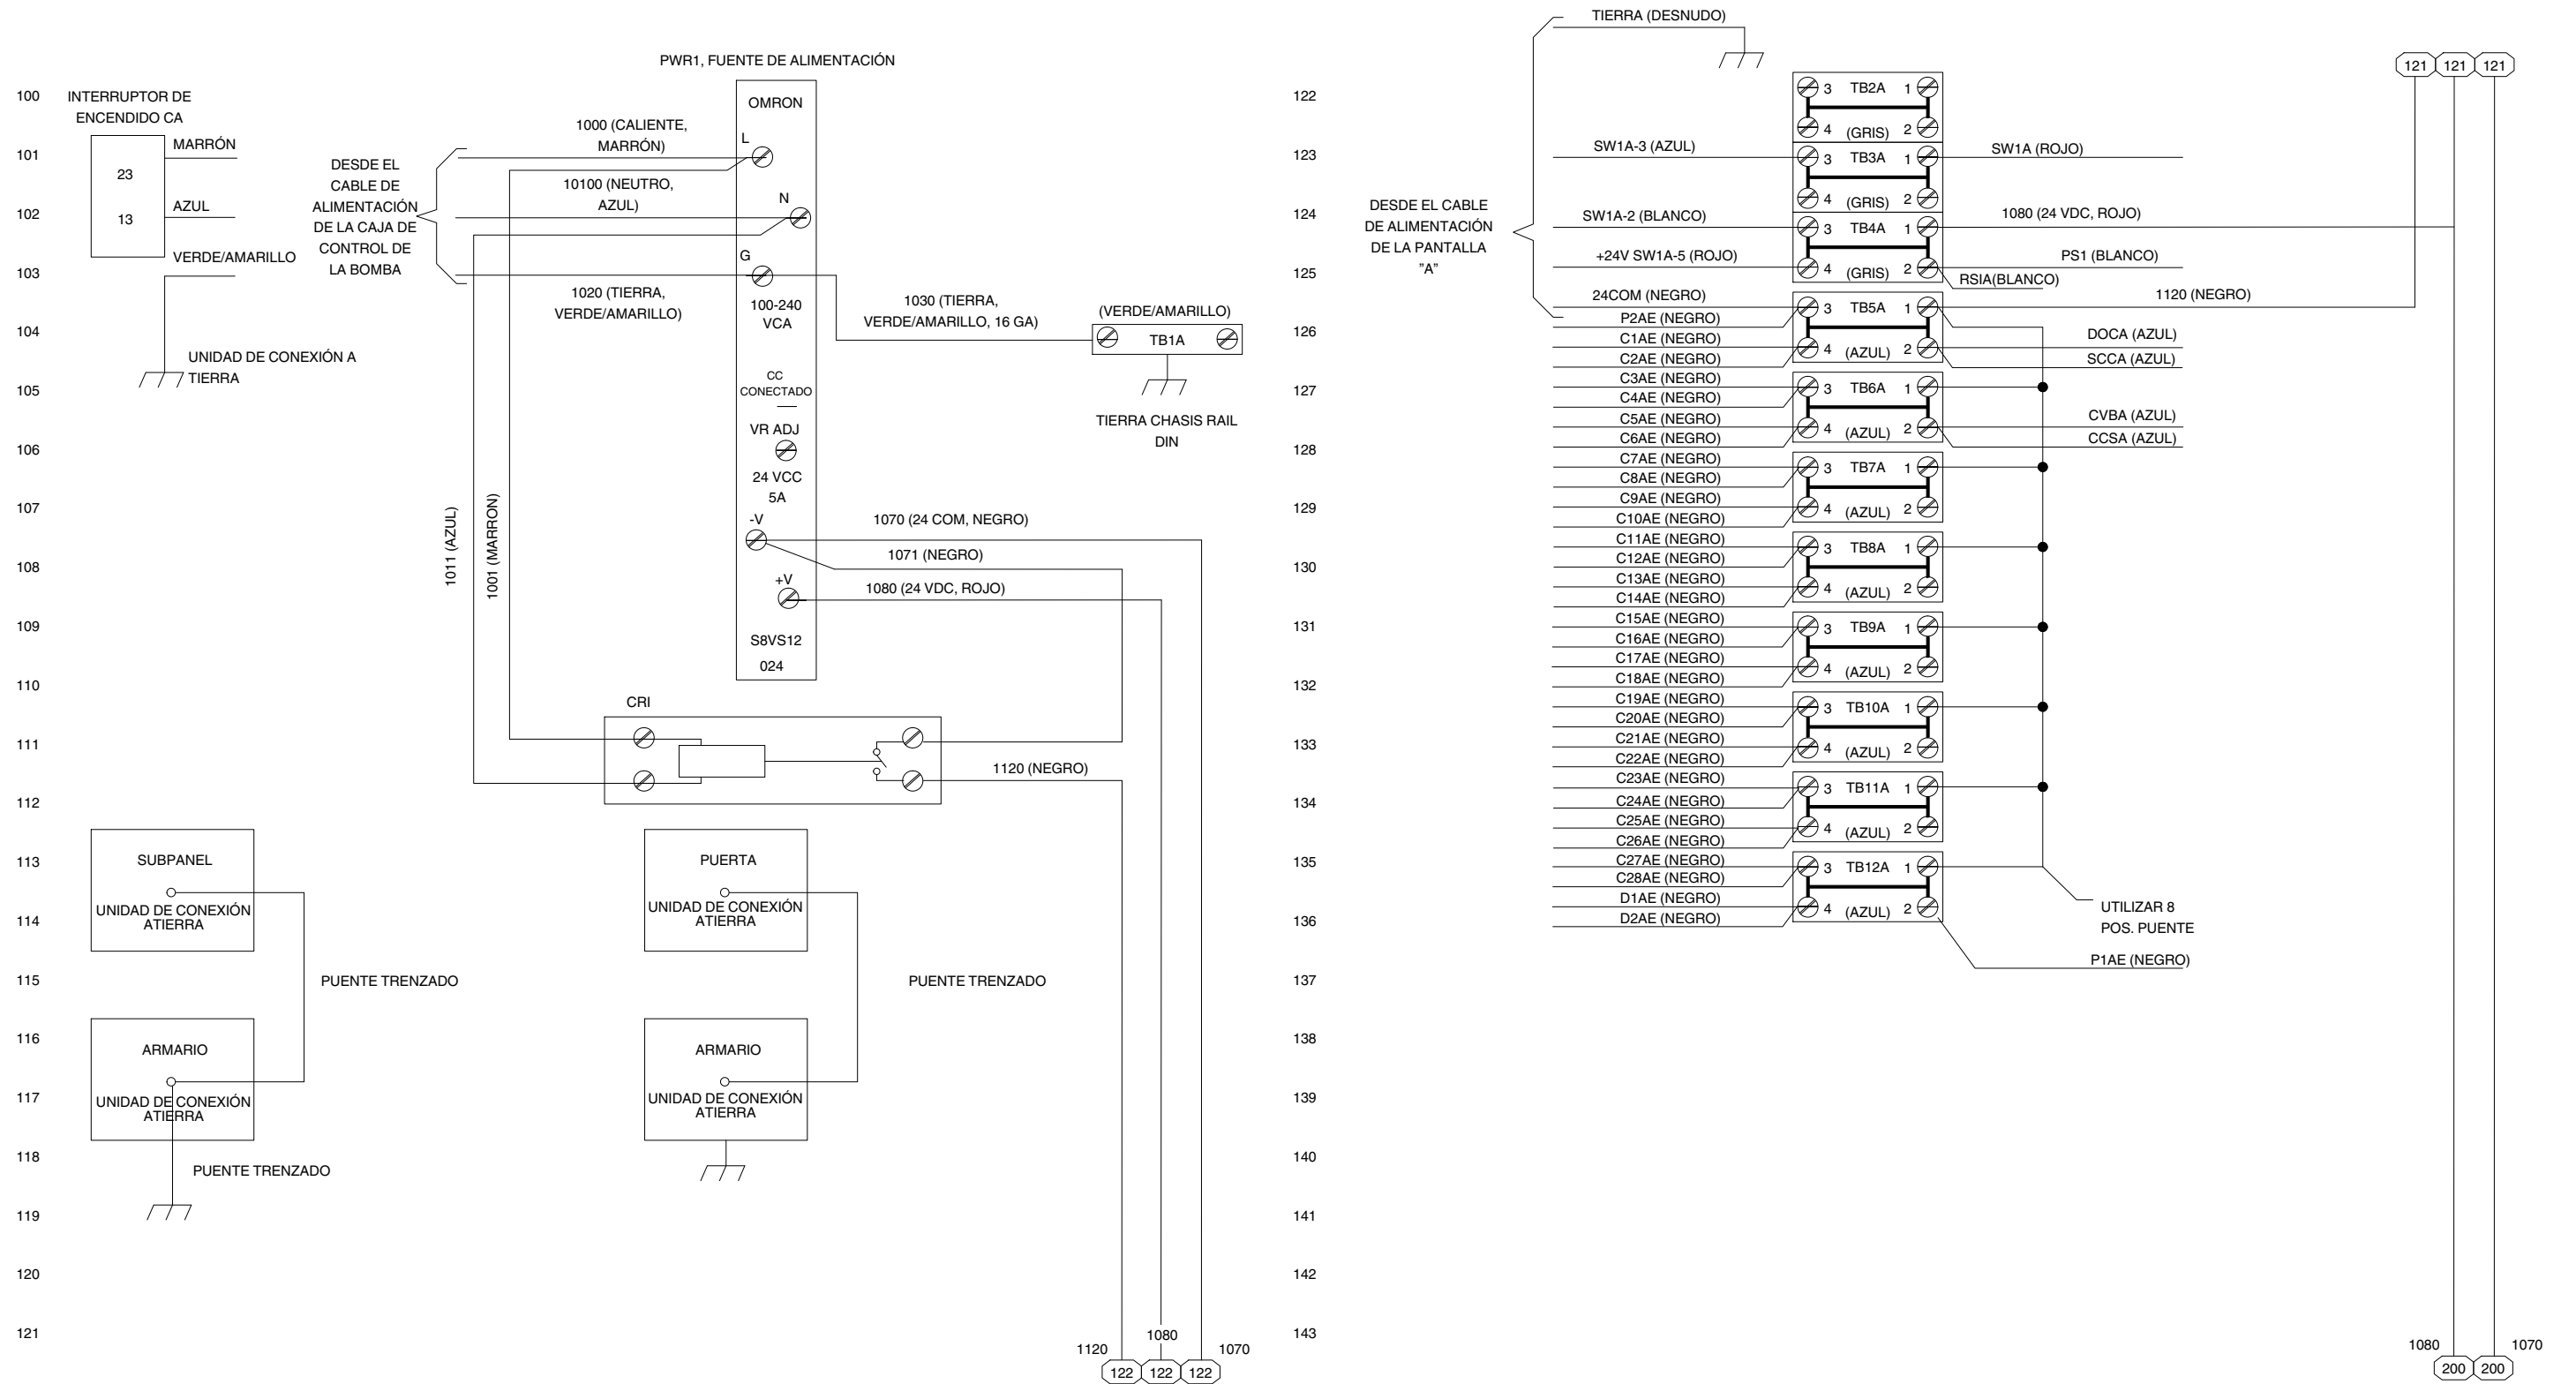 PWR1, FUENTE DE ALIMENTACIÓN
100
INTERRUPTOR DE
ENCENDIDO CA
23
13
MARRÓN
AZUL
VERDE/AMARILLO
UNIDAD DE CONEXIÓN A
TIERRA
101
102
103
104
105
106
107
108
109
110
111
112
113
114
115
116
117
118
119
120
121
DESDE EL
CABLE DE
ALIMENTACIÓN
DE LA CAJA DE
CONTROL DE
LA BOMBA
1000 (CALIENTE,
MARRÓN)
10100 (NEUTRO,
AZUL)
1020 (TIERRA,
VERDE/AMARILLO)
1011 (AZUL)
1001 (MARRON)
OMRON
L
N
G
100-240
VCA
CC
CONECTADO
VR ADJ
24 VCC
5A
-V
+V
S8VS12
024
1030 (TIERRA,
VERDE/AMARILLO, 16 GA)
(VERDE/AMARILLO)
TB1A
TIERRA CHASIS RAIL
DIN
1070 (24 COM, NEGRO)
1071 (NEGRO)
1080 (24 VDC, ROJO)
CRI
1120 (NEGRO)
SUBPANEL
UNIDAD DE CONEXIÓN
ATIERRA
PUENTE TRENZADO
ARMARIO
UNIDAD DE CONEXIÓN
ATIERRA
PUENTE TRENZADO
PUERTA
UNIDAD DE CONEXIÓN
ATIERRA
PUENTE TRENZADO
ARMARIO
UNIDAD DE CONEXIÓN
ATIERRA
1120
1080
1070
122
122
122
122
123
124
125
126
127
128
129
130
131
132
133
134
135
136
137
138
139
140
141
142
143
DESDE EL CABLE
DE ALIMENTACIÓN
DE LA PANTALLA
”A”
TIERRA (DESNUDO)
SW1A-3 (AZUL)
SW1A-2 (BLANCO)
+24V SW1A-5 (ROJO)
24COM (NEGRO)
P2AE (NEGRO)
C1AE (NEGRO)
C2AE (NEGRO)
C3AE (NEGRO)
C4AE (NEGRO)
C5AE (NEGRO)
C6AE (NEGRO)
C7AE (NEGRO)
C8AE (NEGRO)
C9AE (NEGRO)
C10AE (NEGRO)
C11AE (NEGRO)
C12AE (NEGRO)
C13AE (NEGRO)
C14AE (NEGRO)
C15AE (NEGRO)
C16AE (NEGRO)
C17AE (NEGRO)
C18AE (NEGRO)
C19AE (NEGRO)
C20AE (NEGRO)
C21AE (NEGRO)
C22AE (NEGRO)
C23AE (NEGRO)
C24AE (NEGRO)
C25AE (NEGRO)
C26AE (NEGRO)
C27AE (NEGRO)
C28AE (NEGRO)
D1AE (NEGRO)
D2AE (NEGRO)
3 TB2A 1
4 (GRIS) 2
3 TB3A 1
4 (GRIS) 2
3 TB4A 1
4 (GRIS) 2
3 TB5A 1
4 (AZUL) 2
3 TB6A 1
4 (AZUL) 2
3 TB7A 1
4 (AZUL) 2
3 TB8A 1
4 (AZUL) 2
3 TB9A 1
4 (AZUL) 2
3 TB10A 1
4 (AZUL) 2
3 TB11A 1
4 (AZUL) 2
3 TB12A 1
4 (AZUL) 2
SW1A (ROJO)
1080 (24 VDC, ROJO)
PS1 (BLANCO)
RSIA(BLANCO)
1120 (NEGRO)
DOCA (AZUL)
SCCA (AZUL)
CVBA (AZUL)
CCSA (AZUL)
UTILIZAR 8
POS. PUENTE
P1AE (NEGRO)
121
121
121
1080
1070
200
200